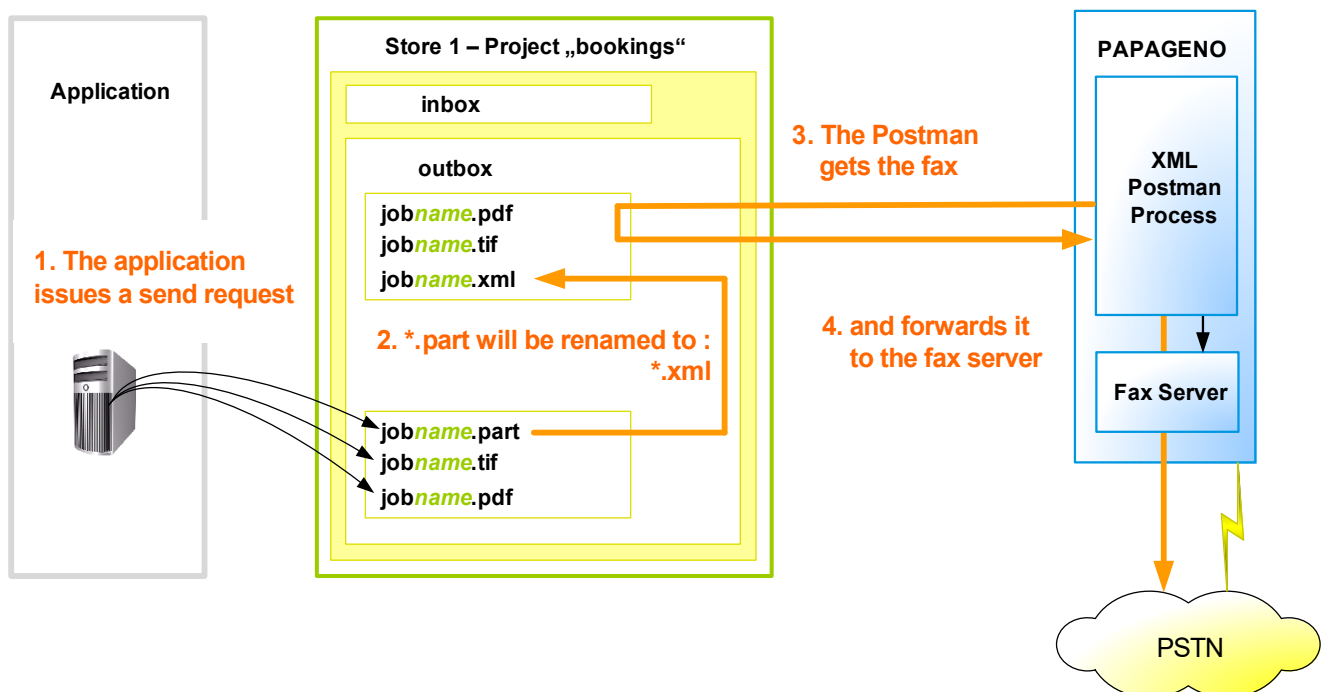 Application
1. The application
issues a send request
Store 1 – Project „bookings“
inbox
outbox
jobname.pdf
jobname.tif
jobname.xml
2. *.part will be renamed to :
*.xml
jobname.part
jobname.tif
jobname.pdf
3. The Postman
gets the fax
4. and forwards it
to the fax server
PAPAGENO
XML
Postman
Process
Fax Server
PSTN